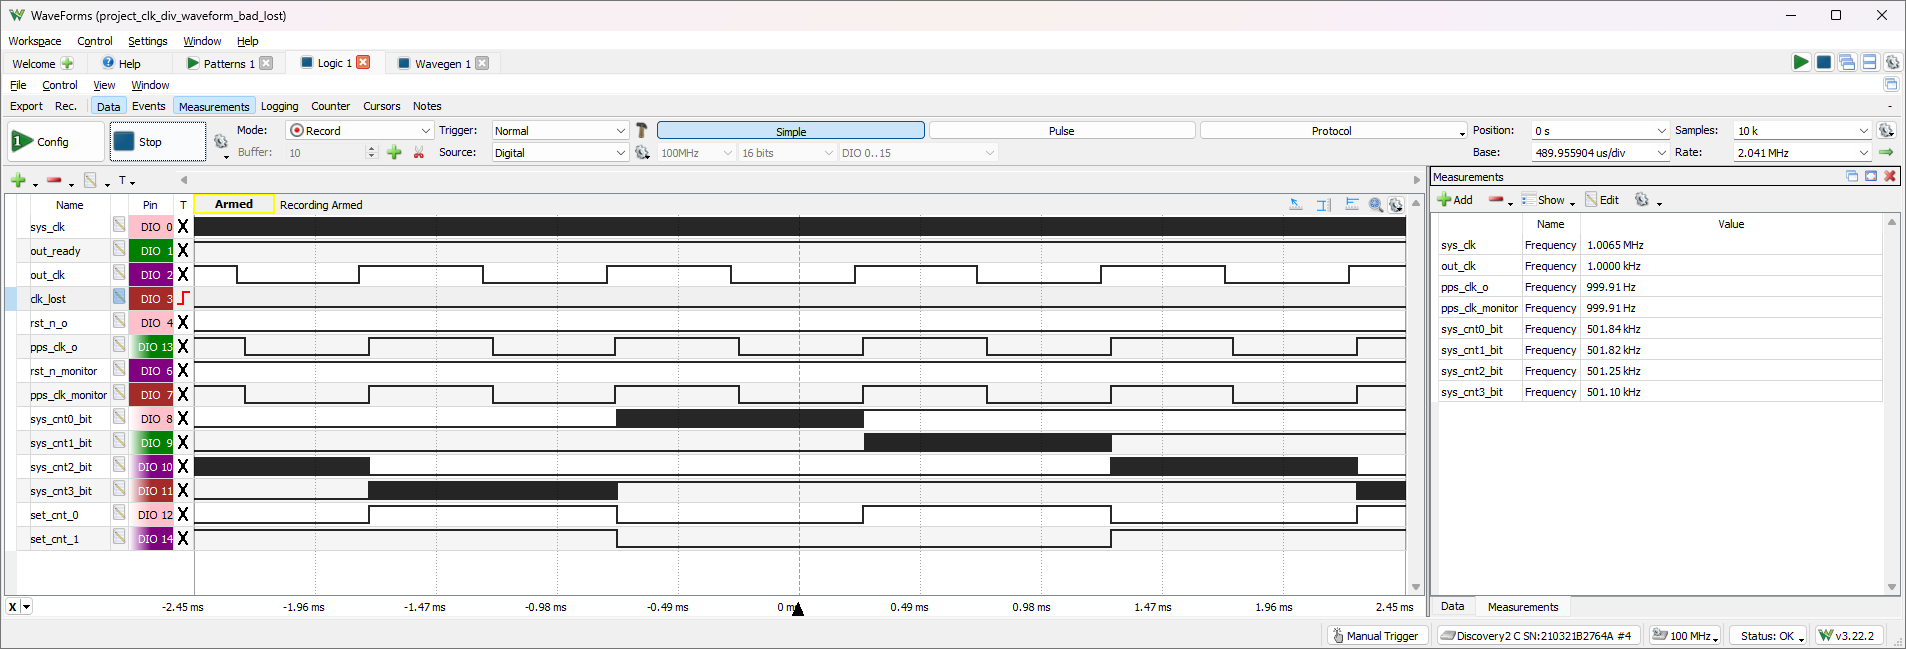 WaveForms (project_clk_div_waveform_bad_lost)
Workspace Control Settings Window Help
Welcome Help Patterns 1 Logic 1 Wavegen 1
File Control View Window
Export Rec. Data Events Measurements Logging Counter Cursors Notes
Config Stop Mode: Record Trigger: Normal Simple Pulse Protocol Position: 0 s Samples: 10 k
Buffer: 10 Source: Digital 100MHz 16 bits DIO 0..15 Base: 489.955904 us/div Rate: 2.041 MHz
T
Name Pin T Armed Recording Armed
sys_clk DIO 0 X
out_ready DIO 1 X
out_clk DIO 2 X
clk_lost DIO 3
rst_n_o DIO 4 X
pps_clk_o DIO 13 X
rst_n_monitor DIO 6 X
pps_clk_monitor DIO 7 X
sys_cnt0_bit DIO 8 X
sys_cnt1_bit DIO 9 X
sys_cnt2_bit DIO 10 X
sys_cnt3_bit DIO 11 X
set_cnt_0 DIO 12 X
set_cnt_1 DIO 14 X
X -2.45 ms -1.96 ms -1.47 ms -0.98 ms -0.49 ms 0 ms 0.49 ms 0.98 ms 1.47 ms 1.96 ms 2.45 ms
Measurements
Add Show Edit
Name Value
sys_clk Frequency 1.0065 MHz
out_clk Frequency 1.0000 kHz
pps_clk_o Frequency 999.91 Hz
pps_clk_monitor Frequency 999.91 Hz
sys_cnt0_bit Frequency 501.84 kHz
sys_cnt1_bit Frequency 501.82 kHz
sys_cnt2_bit Frequency 501.25 kHz
sys_cnt3_bit Frequency 501.10 kHz
Data Measurements
Manual Trigger Discovery2 C SN:210321B2764A #4 100 MHz Status: OK v3.22.2